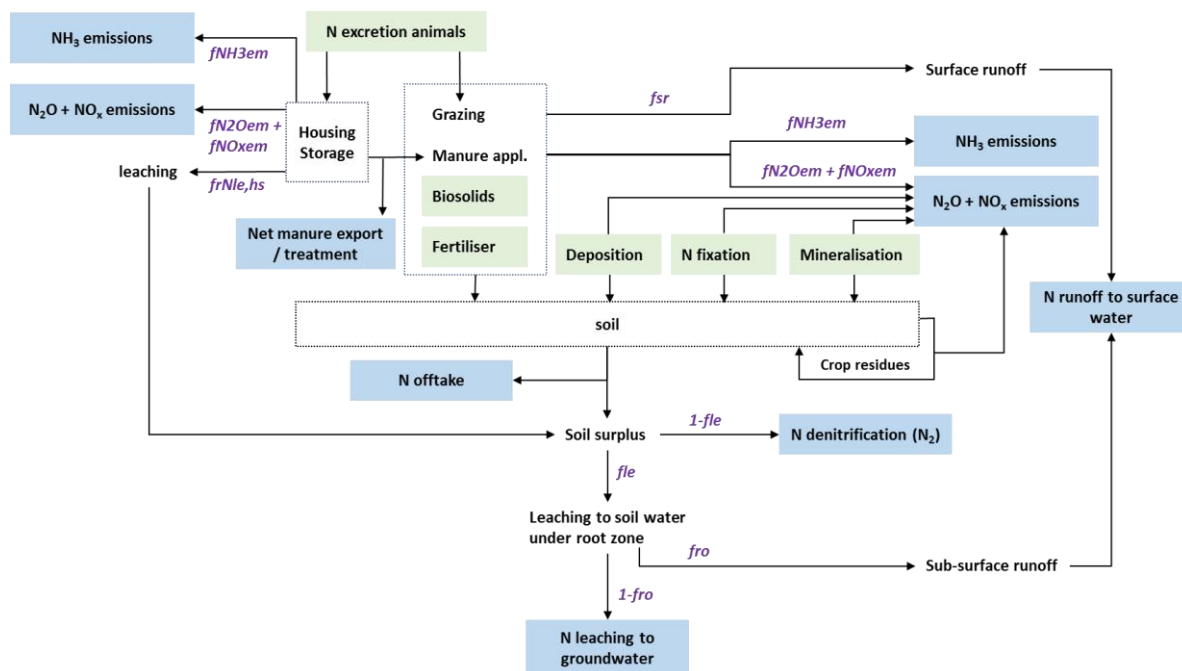 NH₃ emissions
fNH3em
N excretion animals
N₂O + NOₓ emissions
fN2Oem +
fNOxem
Housing
Storage
leaching
frNle,hs
Net manure export
/ treatment
Grazing
Manure appl.
Biosolids
Fertiliser
fsr
Surface runoff
fNH3em
NH₃ emissions
fN2Oem + fNOxem
N₂O + NOₓ emissions
Deposition
N fixation
Mineralisation
N runoff to surface
water
soil
Crop residues
N offtake
Soil surplus
1-fle
N denitrification (N₂)
fle
Leaching to soil water
under root zone
fro
Sub-surface runoff
1-fro
N leaching to
groundwater